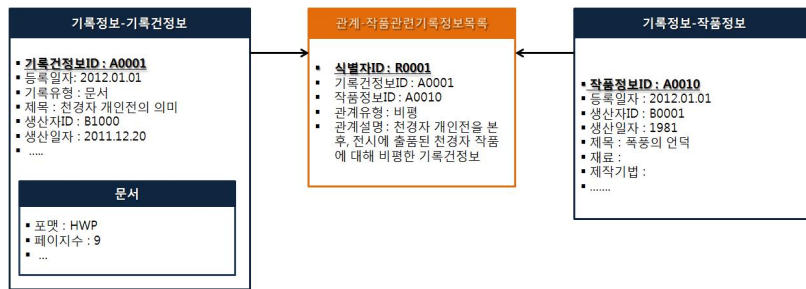 기록정보-기록건정보
▪ 기록건정보ID : A0001
▪ 등록일자: 2012.01.01
▪ 기록유형 : 문서
▪ 제목 : 천경자 개인전의 의미
▪ 생산자ID : B1000
▪ 생산일자 : 2011.12.20
▪ .....
문서
▪ 포맷 : HWP
▪ 페이지수 : 9
▪ ...
관계-작품관련기록정보목록
▪ 식별자ID : R0001
▪ 기록건정보ID : A0001
▪ 작품정보ID : A0010
▪ 관계유형 : 비평
▪ 관계설명 : 천경자 개인전을 본
후, 전시에 출품된 천경자 작품
에 대해 비평한 기록건정보
기록정보-작품정보
▪ 작품정보ID : A0010
▪ 등록일자 : 2012.01.01
▪ 생산자ID : B0001
▪ 생산일자 : 1981
▪ 제목 : 폭풍의 언덕
▪ 재료 :
▪ 제작기법 :
▪ .......